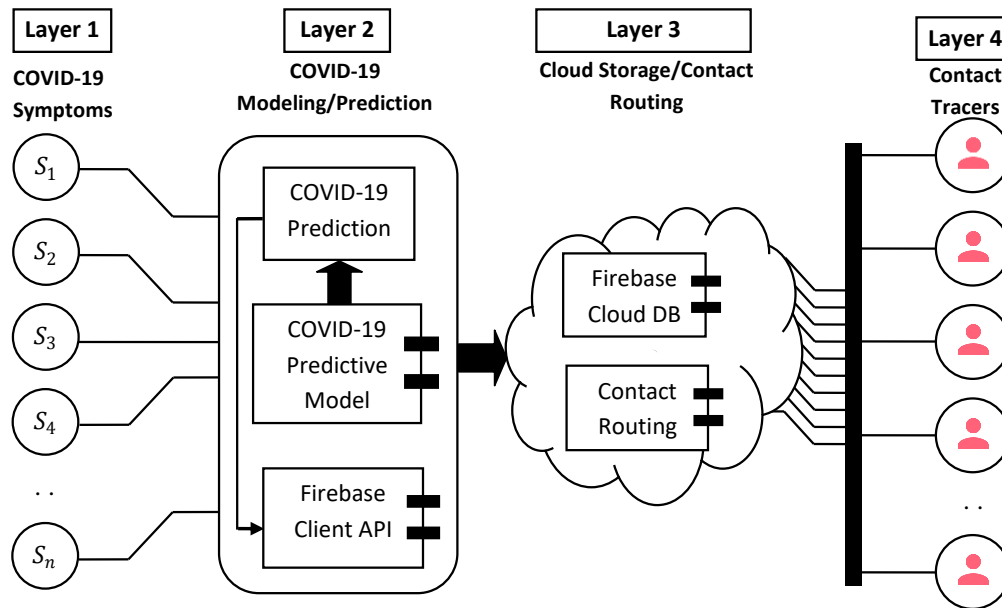 Layer 1
COVID-19
Symptoms
S₁
S₂
S₃
S₄
. .
Sₙ
Layer 2
COVID-19
Modeling/Prediction
COVID-19
Prediction
COVID-19
Predictive
Model
Firebase
Client API
Layer 3
Cloud Storage/Contact
Routing
Firebase
Cloud DB
Contact
Routing
Layer 4
Contact
Tracers
. .